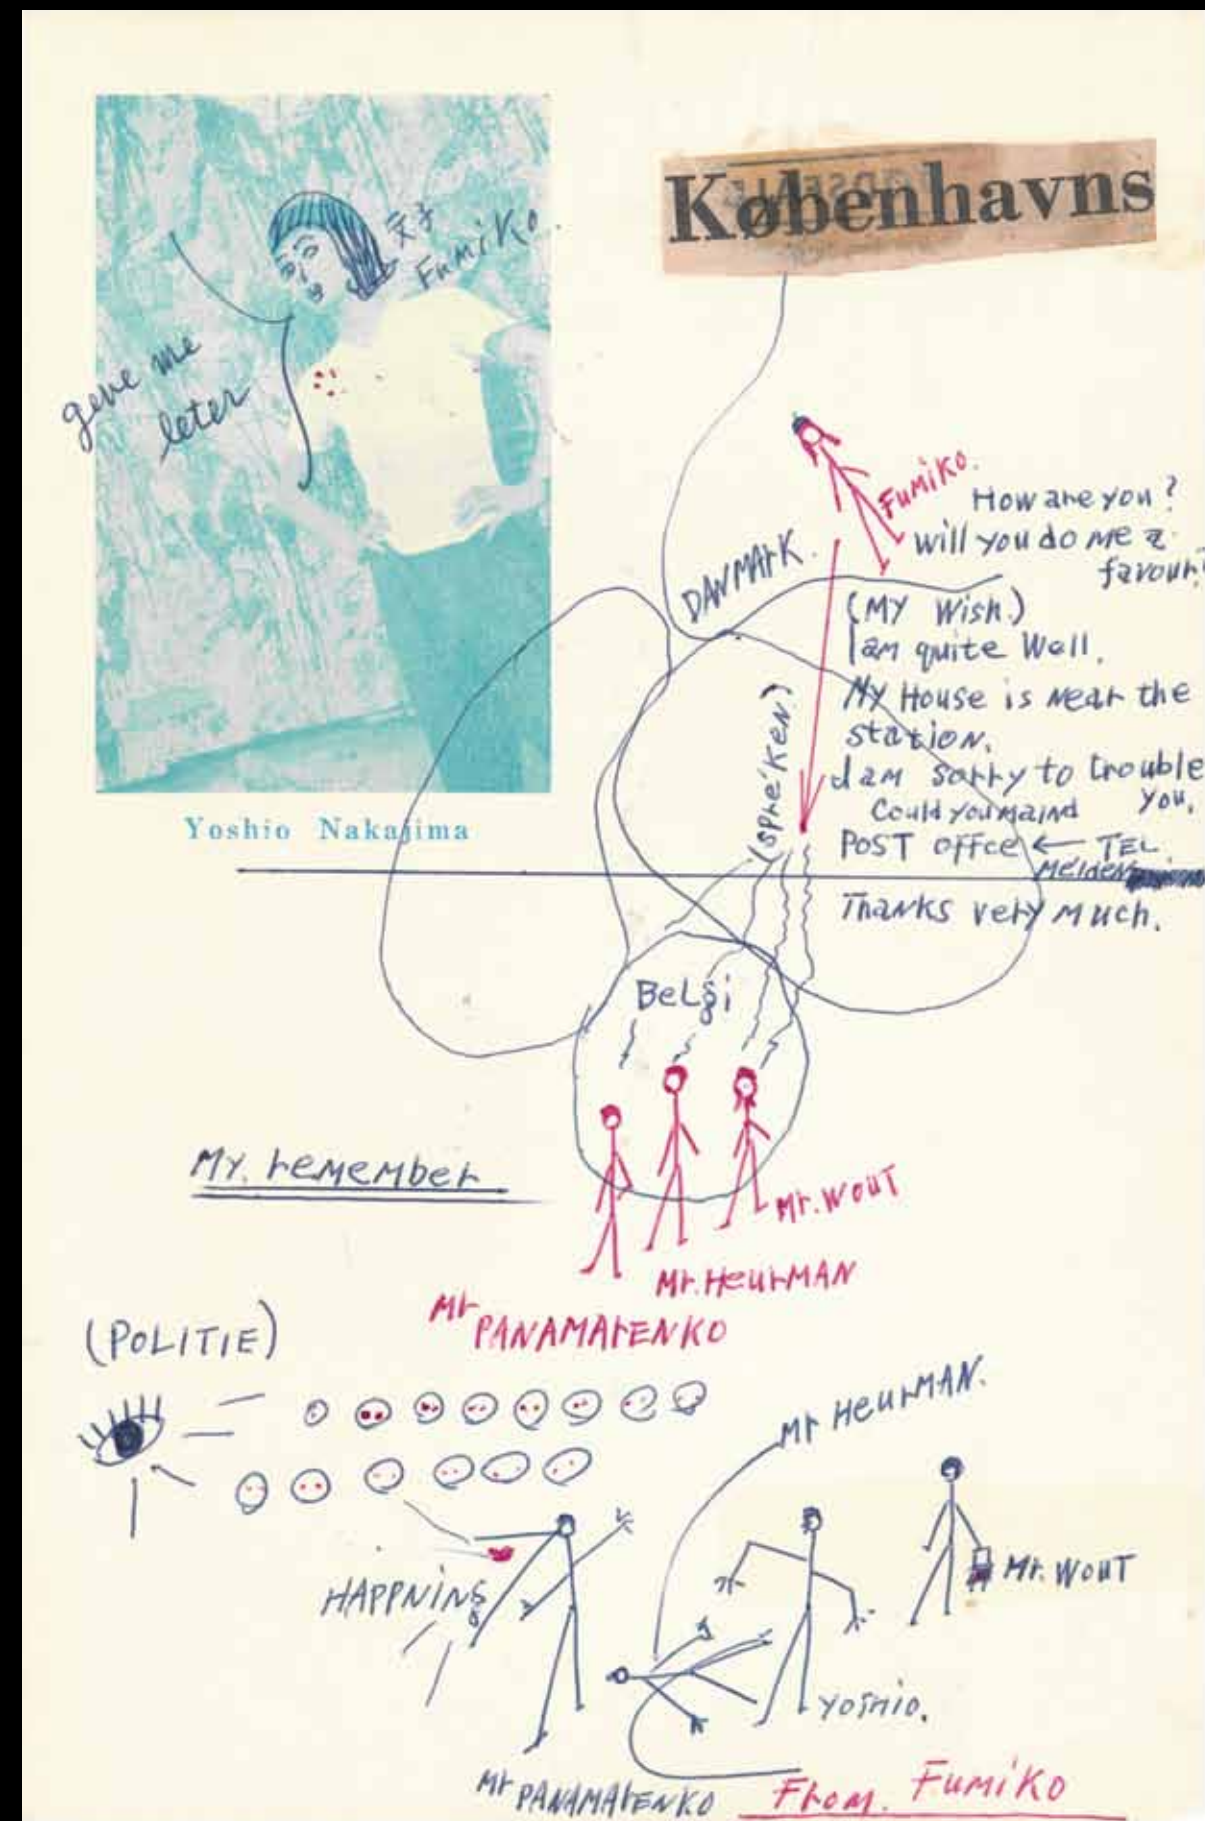 Københavns
文子
Fumiko.
geve me
leter
Yoshio Nakajima
Fumiko.
How are you?
will you do me a
favour?
DANMArK.
(MY Wish.)
I am quite Well.
My House is near the
station.
I am sorry to trouble
you.
Could you maind
POST offce ← TEL.
Melden
Thanks very Much.
(SPre'KeN.)
BeLgi
My. remember
Mr. WouT
Mr. HeurMAN
Mr PANAMArENKO
(POLITIE)
Mr HeurMAN.
HAPPNiNg
Mr. WouT
Yoshio.
Mr PANAMArENKO
From. FumiKo